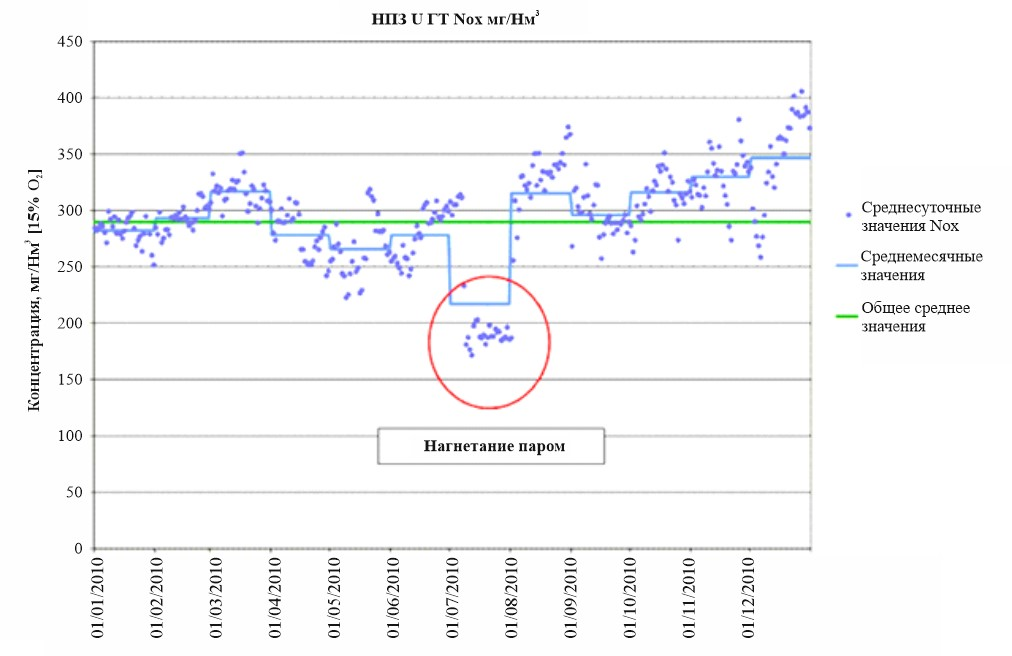 НПЗ U ГТ Nox мг/Нм³
Концентрация, мг/Нм³ [15% O₂]
450
400
350
300
250
200
150
100
50
0
Нагнетание паром
01/01/2010
01/02/2010
01/03/2010
01/04/2010
01/05/2010
01/06/2010
01/07/2010
01/08/2010
01/09/2010
01/10/2010
01/11/2010
01/12/2010
Среднесуточные
значения Nox
Среднемесячные
значения
Общее среднее
значения